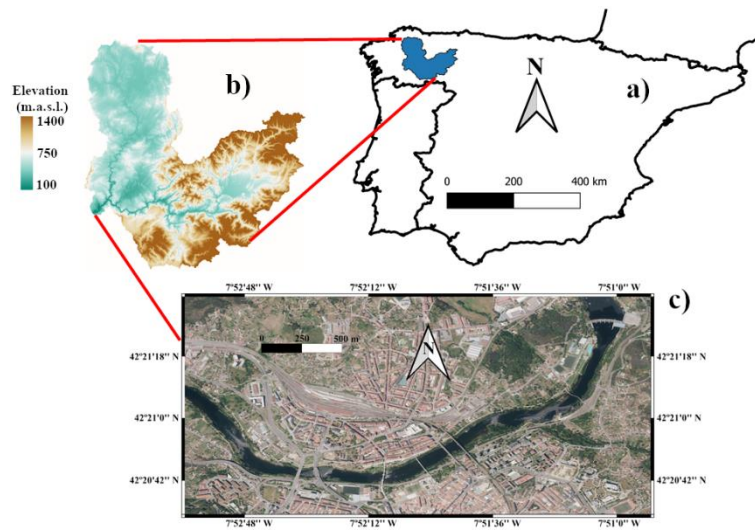 Elevation
(m.a.s.l.)
1400
750
100
b)
a)
N
0 200 400 km
7°52'48'' W 7°52'12'' W 7°51'36'' W 7°51'0'' W
c)
0 250 500 m
N
42°21'18'' N 42°21'18'' N
42°21'0'' N 42°21'0'' N
42°20'42'' N 42°20'42'' N
7°52'48'' W 7°52'12'' W 7°51'36'' W 7°51'0'' W